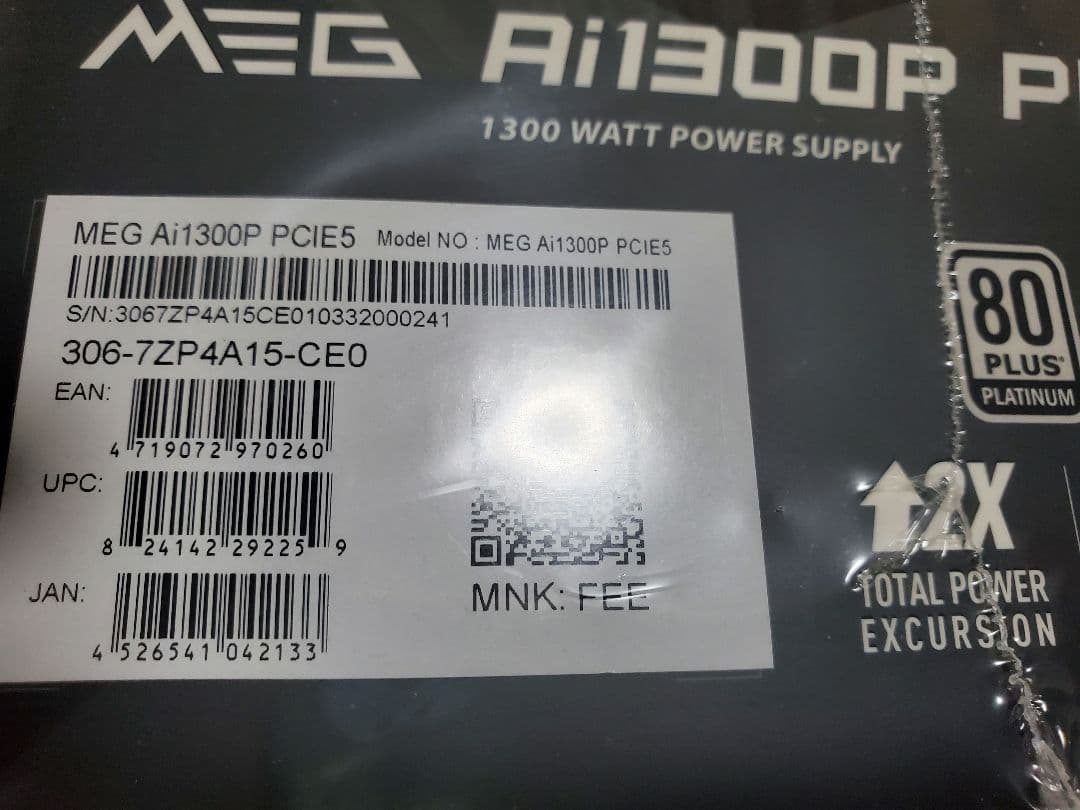 MEG Ai1300P P
1300 WATT POWER SUPPLY
MEG Ai1300P PCIE5 Model NO : MEG Ai1300P PCIE5
S/N:3067ZP4A15CE010332000241
306-7ZP4A15-CE0
EAN:
4 719072 970260
UPC:
8 24142 29225 9
JAN:
4 526541 042133
MNK: FEE
80
PLUS®
PLATINUM
2X
TOTAL POWER
EXCURSION